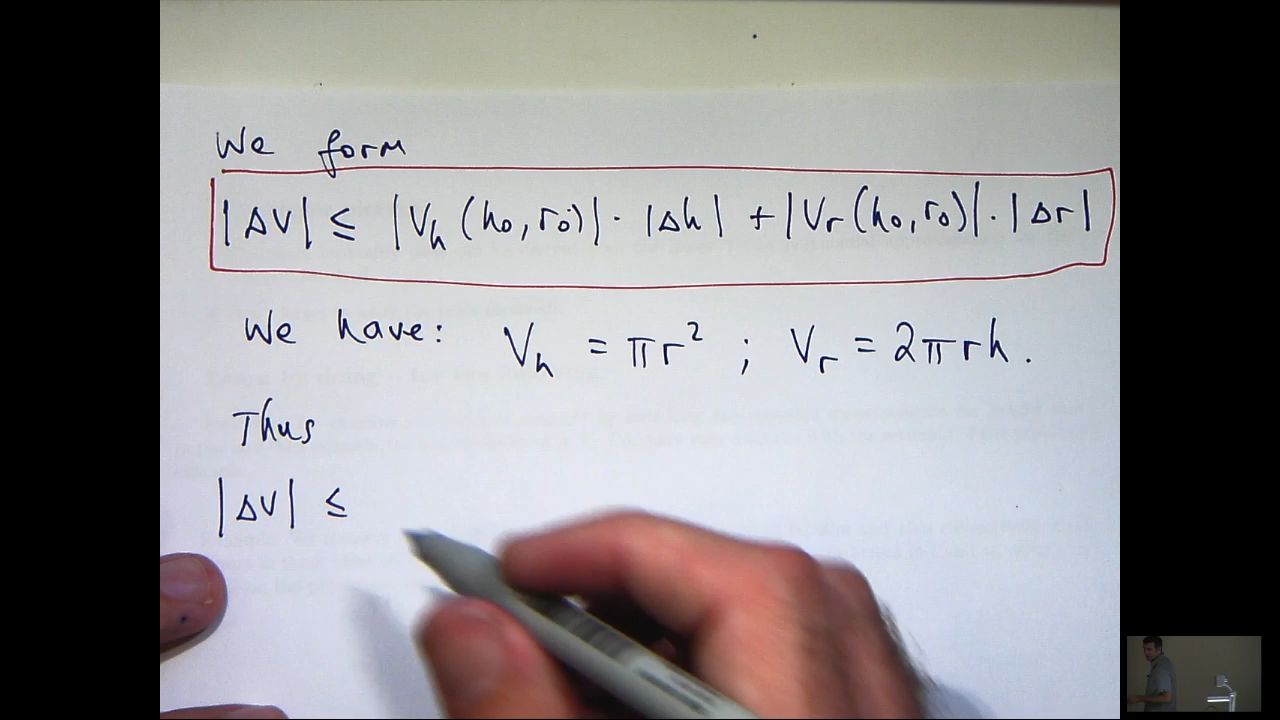 We form
|ΔV| ≤ |V_h (h₀, r₀)| · |Δh| + |V_r (h₀, r₀)| · |Δr|
We have: V_h = πr² ; V_r = 2πrh.
Thus
|ΔV| ≤